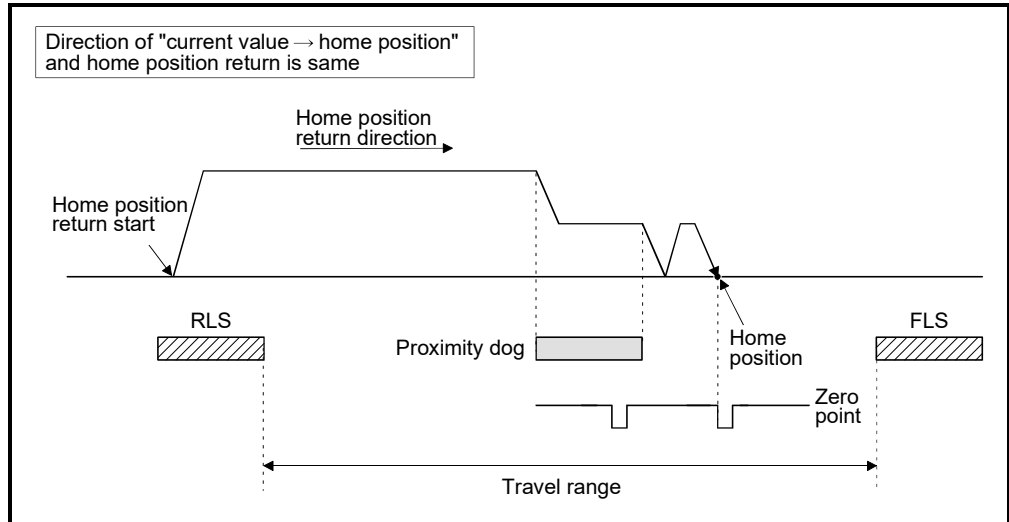 Direction of "current value → home position"
and home position return is same
Home position
return direction
Home position
return start
RLS
FLS
Proximity dog
Home
position
Zero
point
Travel range